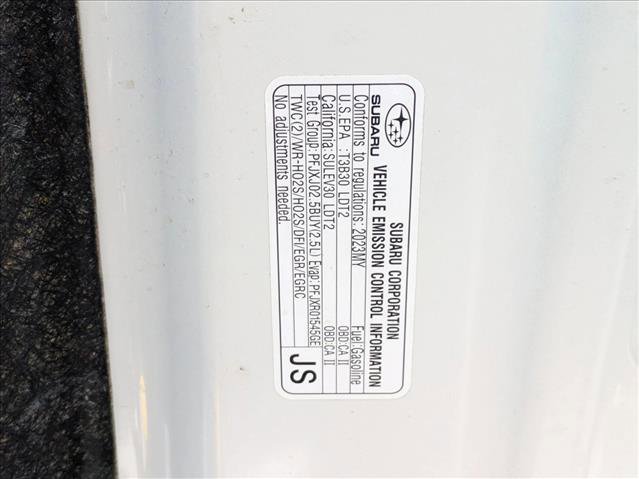 SUBARU CORPORATION
SUBARU VEHICLE EMISSION CONTROL INFORMATION
Conforms to regulations: 2023MY Fuel:Gasoline
U.S.EPA :T3B30 LDT2 OBD:CA II
California:SULEV30 LDT2 OBD:CA II
Test Group:PFJXJ02.5BUY(2.5L) Evap:PFJXR01545GE
TWC(2)/WR-HO2S/HO2S/DFI/EGR/EGRC
No adjustments needed.
JS